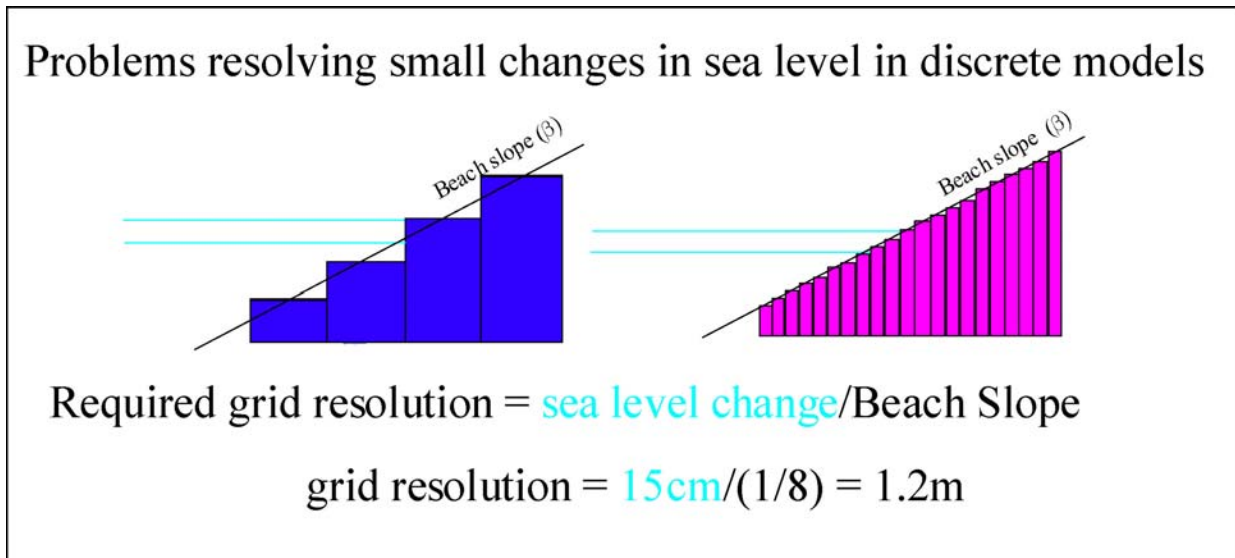 Problems resolving small changes in sea level in discrete models
Beach slope (β)
Beach slope (β)
Required grid resolution = sea level change/Beach Slope
grid resolution = 15cm/(1/8) = 1.2m